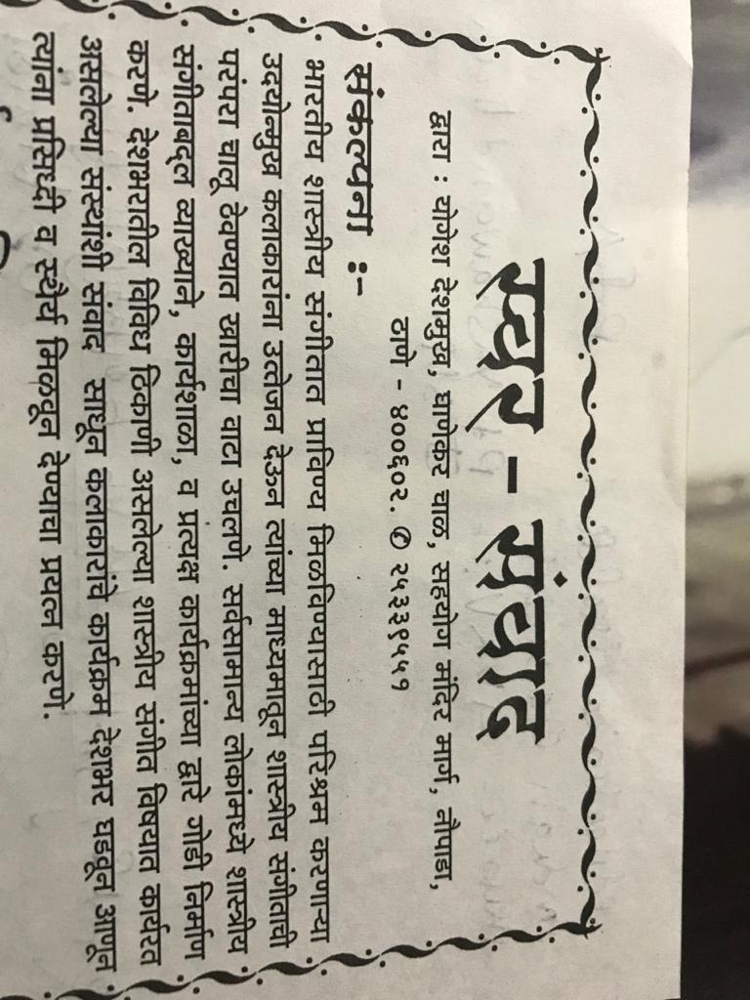 स्वर - संवाद
द्वारा : योगेश देशमुख, घाणेकर चाळ, सहयोग मंदिर मार्ग, नौपाडा,
ठाणे - ४००६०२. ✆ २५३३९५५१
संकल्पना :-
भारतीय शास्त्रीय संगीतात प्राविण्य मिळविण्यासाठी परिश्रम करणाऱ्या
उदयोन्मुख कलाकारांना उत्तेजन देऊन त्यांच्या माध्यमातून शास्त्रीय संगीताची
परंपरा चालू ठेवण्यात खारीचा वाटा उचलणे. सर्वसामान्य लोकांमध्ये शास्त्रीय
संगीताबद्दल व्याख्याने, कार्यशाळा, व प्रत्यक्ष कार्यक्रमांच्या द्वारे गोडी निर्माण
करणे. देशभरातील विविध ठिकाणी असलेल्या शास्त्रीय संगीत विषयात कार्यरत
असलेल्या संस्थांशी संवाद साधून कलाकारांचे कार्यक्रम देशभर घडवून आणून
त्यांना प्रसिध्दी व स्थैर्य मिळवून देण्याचा प्रयत्न करणे.